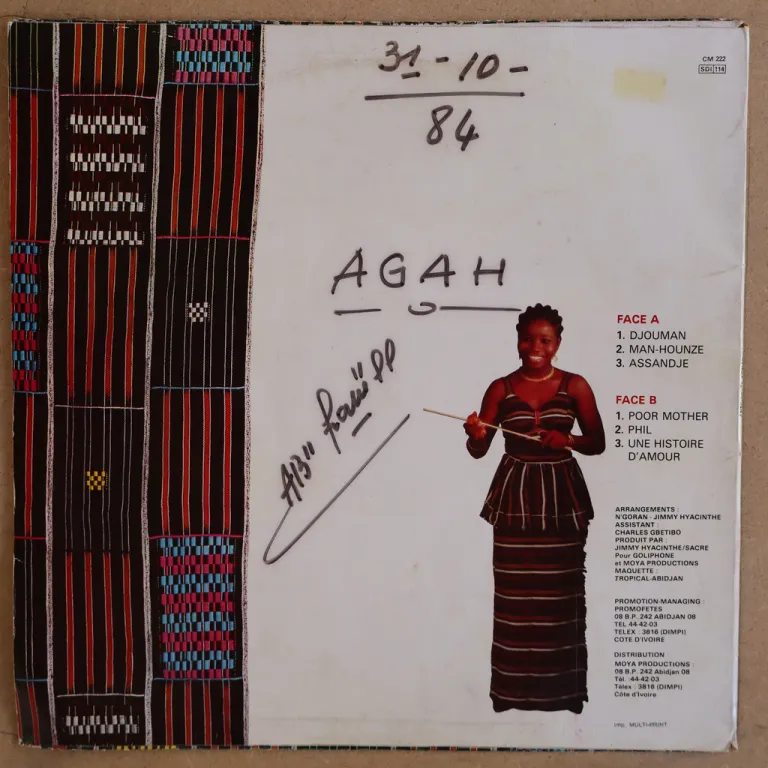 31-10-
84
CM 222
SDI 114
AGAH
FACE A
1. DJOUMAN
2. MAN-HOUNZE
3. ASSANDJE
FACE B
1. POOR MOTHER
2. PHIL
3. UNE HISTOIRE
D'AMOUR
ARRANGEMENTS :
N'GORAN - JIMMY HYACINTHE
ASSISTANT :
CHARLES GBETIBO
PRODUIT PAR :
JIMMY HYACINTHE/SACRE
Pour GOLIPHONE
et MOYA PRODUCTIONS
MAQUETTE :
TROPICAL-ABIDJAN
PROMOTION-MANAGING :
PROMOFETES
08 B.P. 242 ABIDJAN 08
TEL 44-42-03
TELEX : 3816 (DIMPI)
COTE D'IVOIRE
DISTRIBUTION
MOYA PRODUCTIONS :
08 B.P. 242 Abidjan 08
Tél. :44-42-03
Télex : 3816 (DIMPI)
Côte d'Ivoire
imp. MULTIPRINT